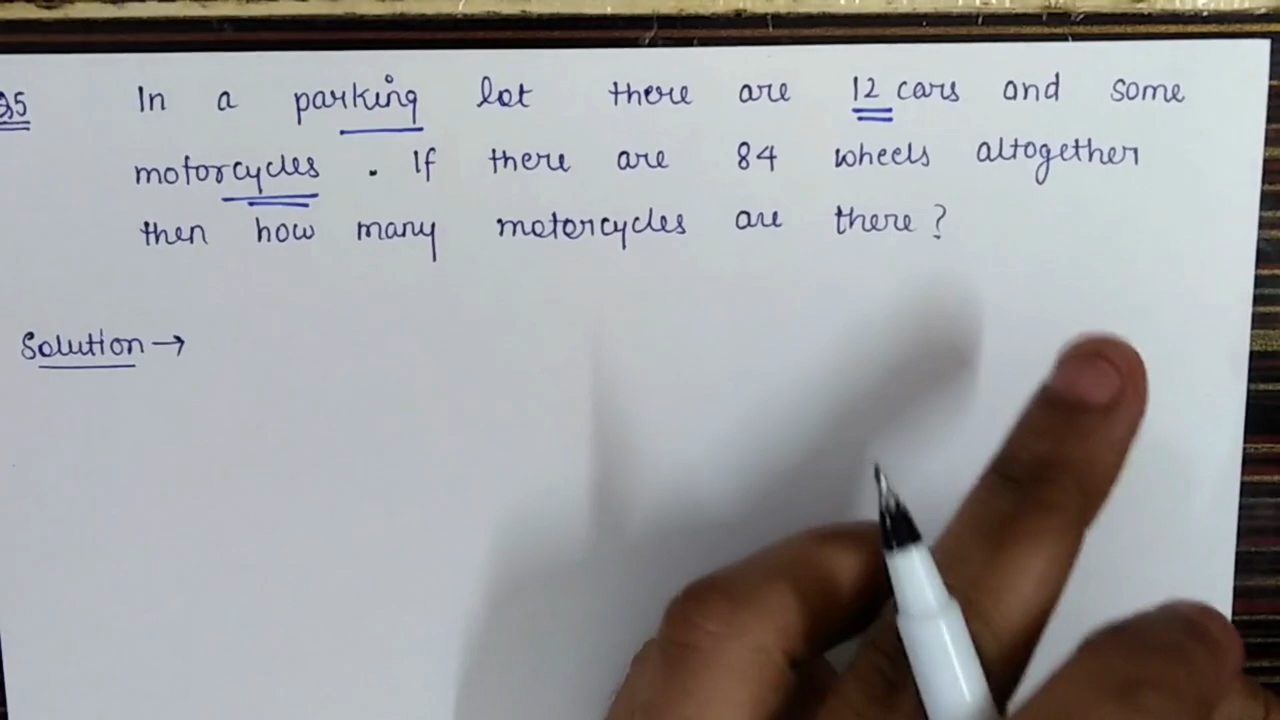 Q5 In a parking lot there are 12 cars and some
motorcycles . If there are 84 wheels altogether
then how many motorcycles are there?
Solution →